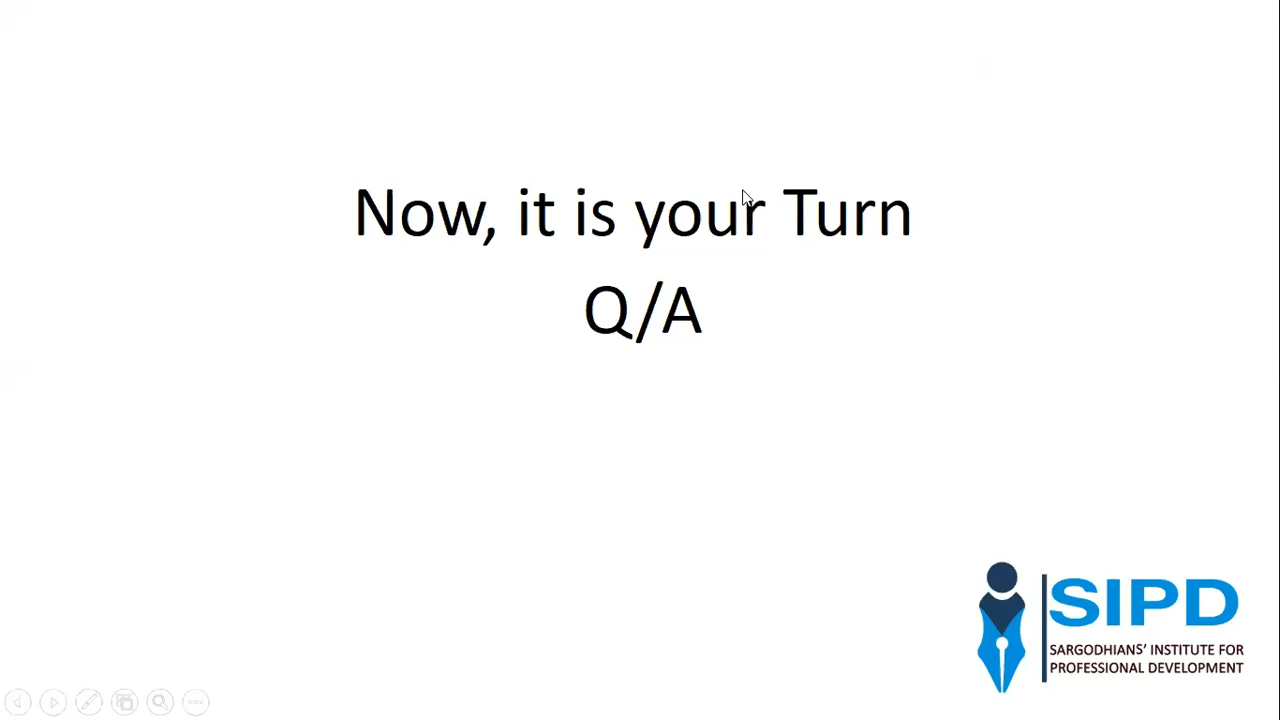 Now, it is your Turn
Q/A
SIPD
SARGODHIANS' INSTITUTE FOR
PROFESSIONAL DEVELOPMENT